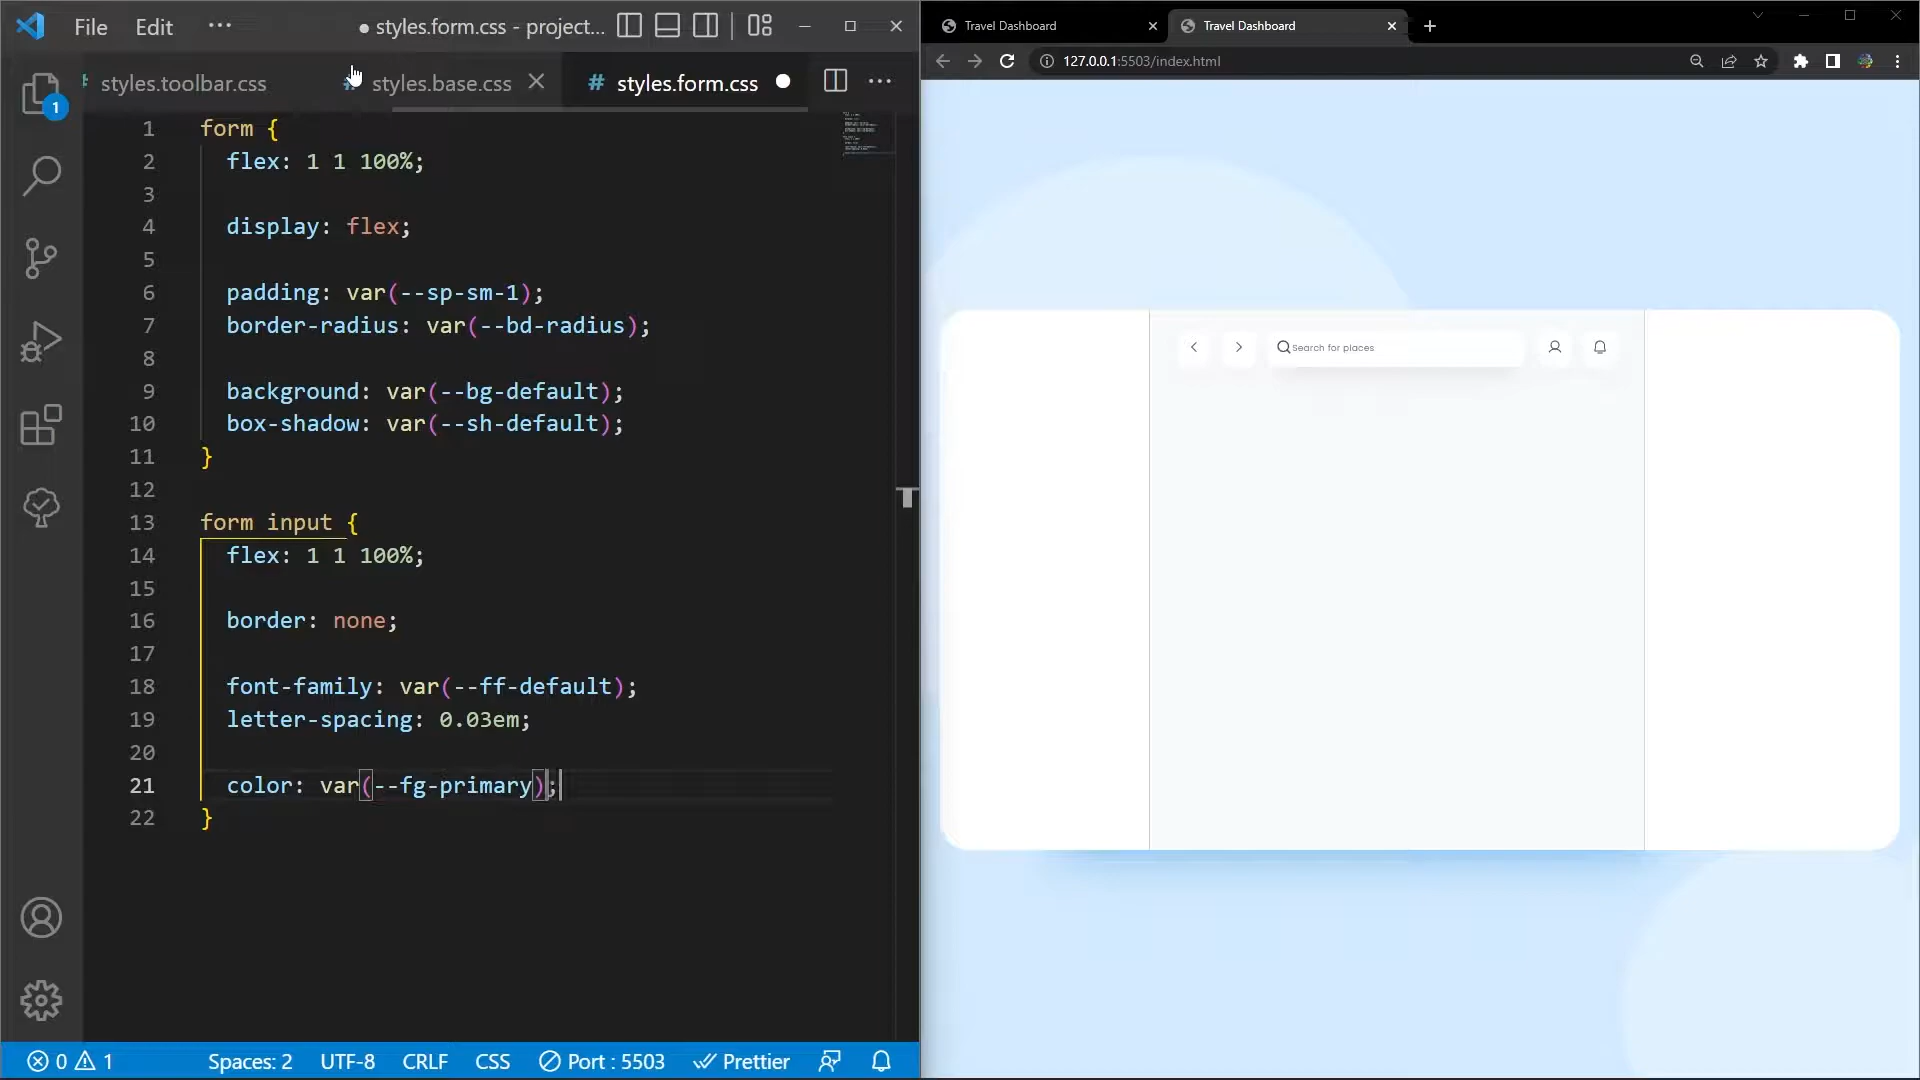 File Edit ··· ● styles.form.css - project...
styles.toolbar.css # styles.base.css # styles.form.css
1 form {
2 flex: 1 1 100%;
3
4 display: flex;
5
6 padding: var(--sp-sm-1);
7 border-radius: var(--bd-radius);
8
9 background: var(--bg-default);
10 box-shadow: var(--sh-default);
11 }
12
13 form input {
14 flex: 1 1 100%;
15
16 border: none;
17
18 font-family: var(--ff-default);
19 letter-spacing: 0.03em;
20
21 color: var(--fg-primary);
22 }
1
0 1 Spaces: 2 UTF-8 CRLF CSS Port : 5503 Prettier
Travel Dashboard Travel Dashboard
127.0.0.1:5503/index.html
Search for places